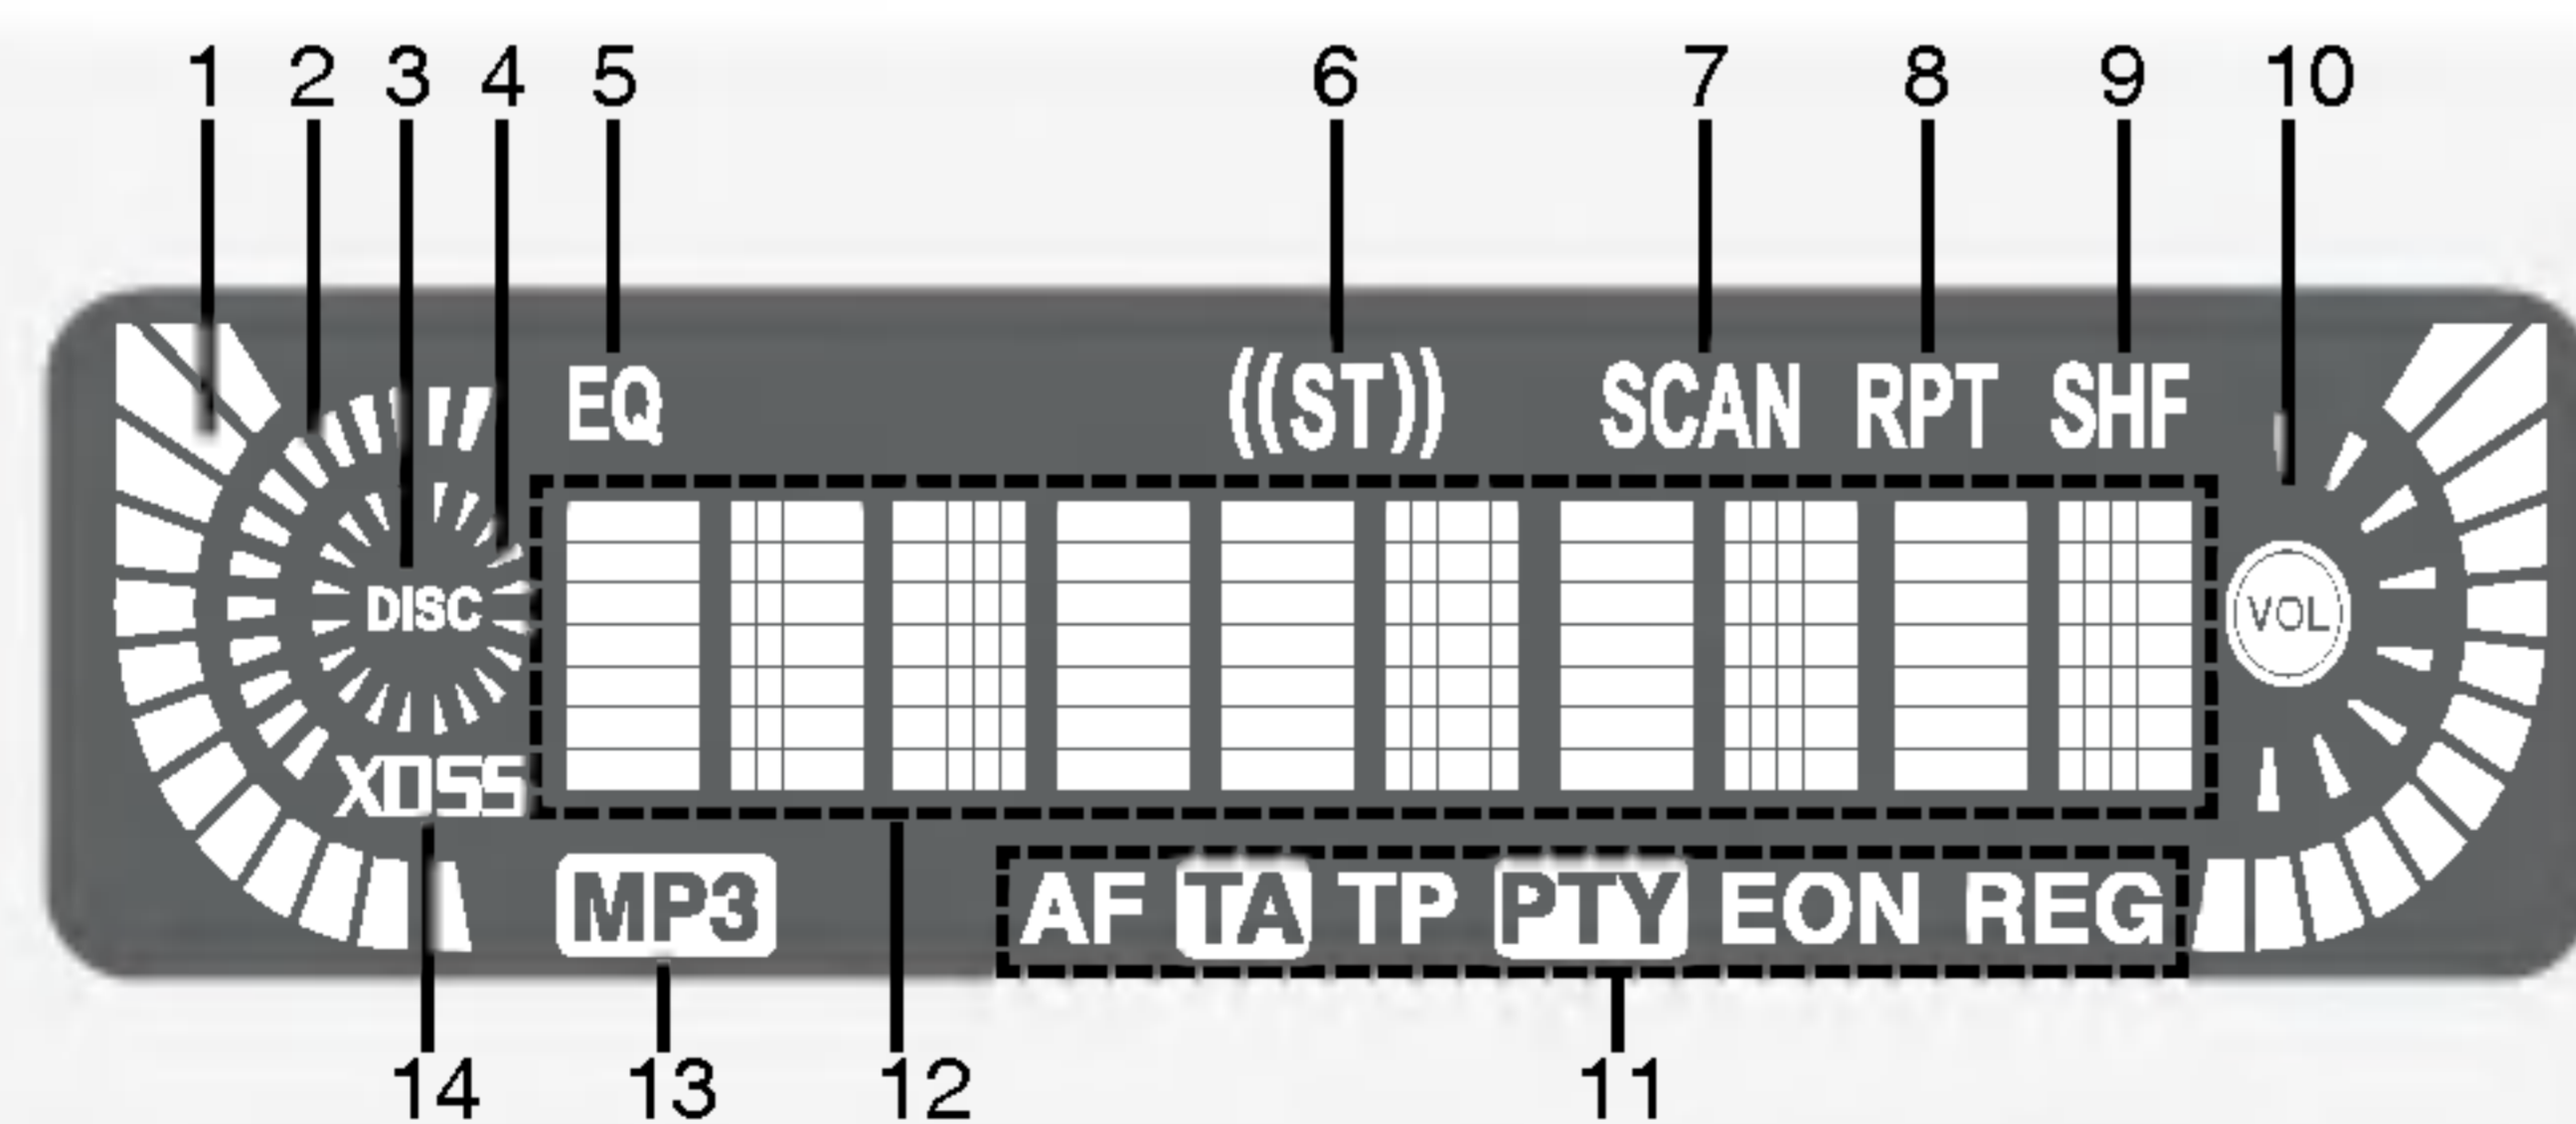 1 2 3 4 5 6 7 8 9 10
EQ ((ST)) SCAN RPT SHF
DISC VOL
XDSS
MP3 AF TA TP PTY EON REG
14 13 12 11